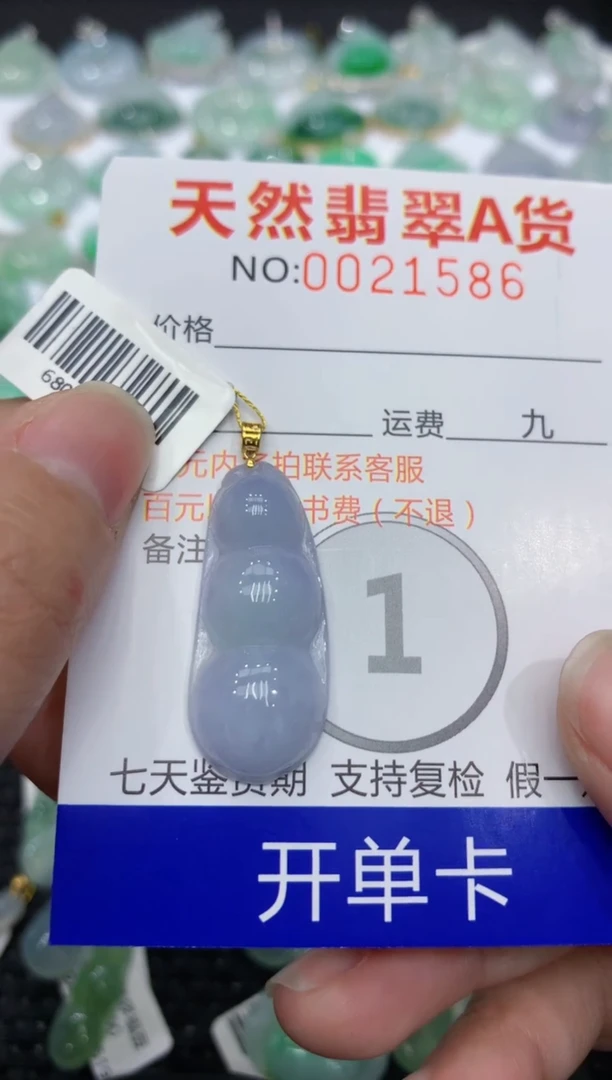 天然翡翠A货
NO:0021586
价格
运费 九
元内 拍联系客服
百元 书费（不退）
备注
1
七天鉴赏期 支持复检 假一
开单卡
680